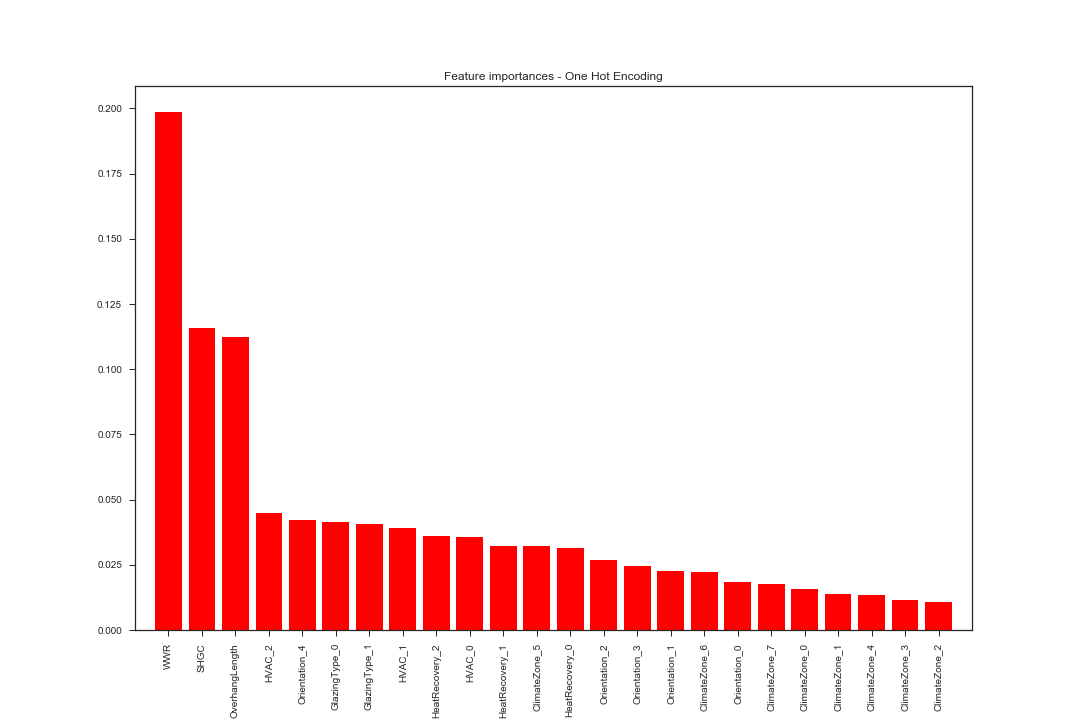 Feature importances - One Hot Encoding
0.200
0.175
0.150
0.125
0.100
0.075
0.050
0.025
0.000
WWR
SHGC
OverhangLength
HVAC_2
Orientation_4
GlazingType_0
GlazingType_1
HVAC_1
HeatRecovery_2
HVAC_0
HeatRecovery_1
ClimateZone_5
HeatRecovery_0
Orientation_2
Orientation_3
Orientation_1
ClimateZone_6
Orientation_0
ClimateZone_7
ClimateZone_0
ClimateZone_1
ClimateZone_4
ClimateZone_3
ClimateZone_2